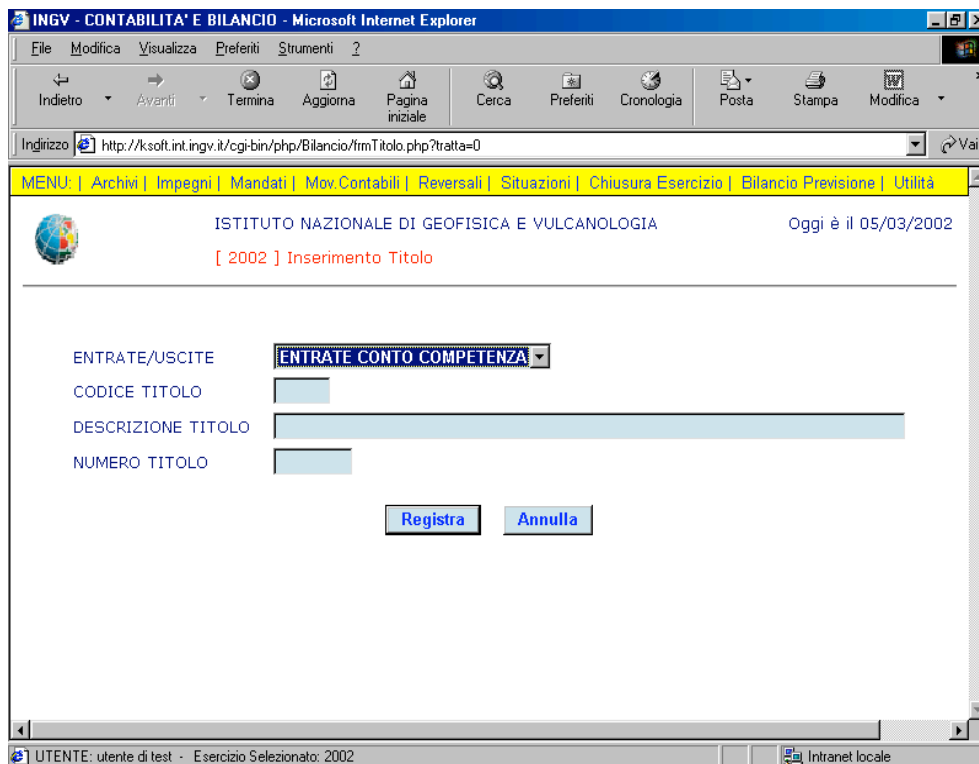 INGV - CONTABILITA' E BILANCIO - Microsoft Internet Explorer
File Modifica Visualizza Preferiti Strumenti ?
Indietro Avanti Termina Aggiorna Pagina iniziale Cerca Preferiti Cronologia Posta Stampa Modifica
Indirizzo http://ksoft.int.ingv.it/cgi-bin/php/Bilancio/frmTitolo.php?tratta=0 Vai
MENU: | Archivi | Impegni | Mandati | Mov.Contabili | Reversali | Situazioni | Chiusura Esercizio | Bilancio Previsione | Utilità
ISTITUTO NAZIONALE DI GEOFISICA E VULCANOLOGIA Oggi è il 05/03/2002
[ 2002 ] Inserimento Titolo
ENTRATE/USCITE ENTRATE CONTO COMPETENZA
CODICE TITOLO
DESCRIZIONE TITOLO
NUMERO TITOLO
Registra Annulla
UTENTE: utente di test - Esercizio Selezionato: 2002 Intranet locale